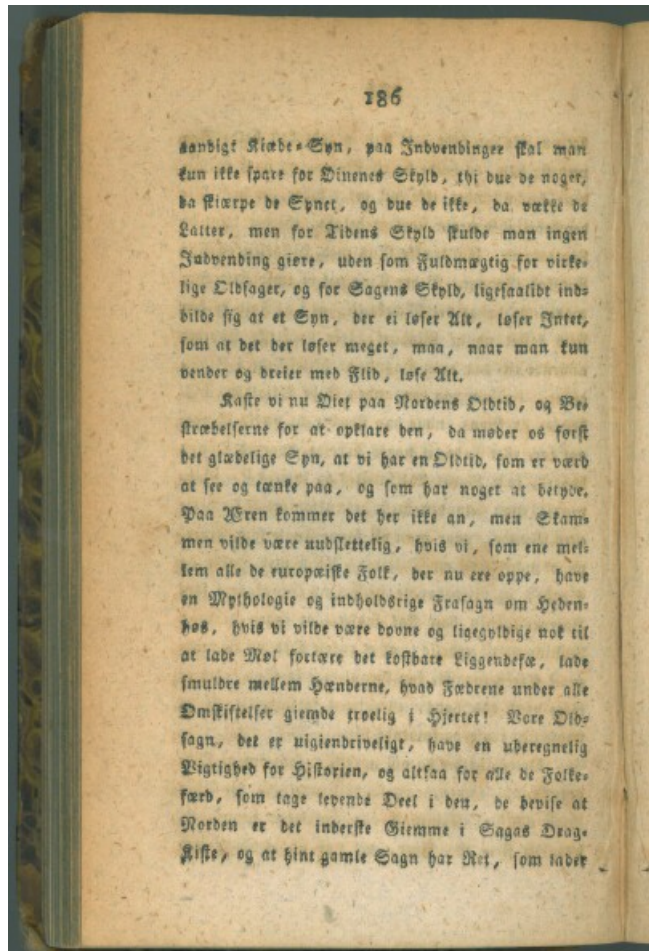 186
aandigt Kiæde-Syn, paa Indvendinger skal man
kun ikke spare for Øinenes Skyld, thi due de noget,
da skiærpe de Synet, og due de ikke, da vække de
Latter, men for Tidens Skyld skulde man ingen
Indvending giøre, uden som Fuldmægtig for virke-
lige Oldsager, og for Sagens Skyld, ligesaalidt ind-
bilde sig at et Syn, der ei løser Alt, løser Intet,
som at det der løser meget, maa, naar man kun
vender og dreier med Flid, løse Alt.
Kaste vi nu Øiet paa Nordens Oldtid, og Be-
stræbelserne for at opklare den, da møder os først
det glædelige Syn, at vi har en Oldtid, som er værd
at see og tænke paa, og som har noget at betyde.
Paa Æren kommer det her ikke an, men Skam-
men vilde være uudslettelig, hvis vi, som ene mel-
lem alle de europæiske Folk, der nu ere oppe, have
en Mythologie og indholdsrige Frasagn om Heden-
høs, hvis vi vilde være dovne og ligegyldige nok til
at lade Møl fortære det kostbare Liggendefæ, lade
smuldre mellem Hænderne, hvad Fædrene under alle
Omskiftelser giemde troelig i Hjertet! Vore Old-
sagn, det er uigiendriveligt, have en uberegnelig
Vigtighed for Historien, og altsaa for alle de Folke-
færd, som tage levende Deel i den, de bevise at
Norden er det inderste Giemme i Sagas Drag-
Kiste, og at hint gamle Sagn har Ret, som lader